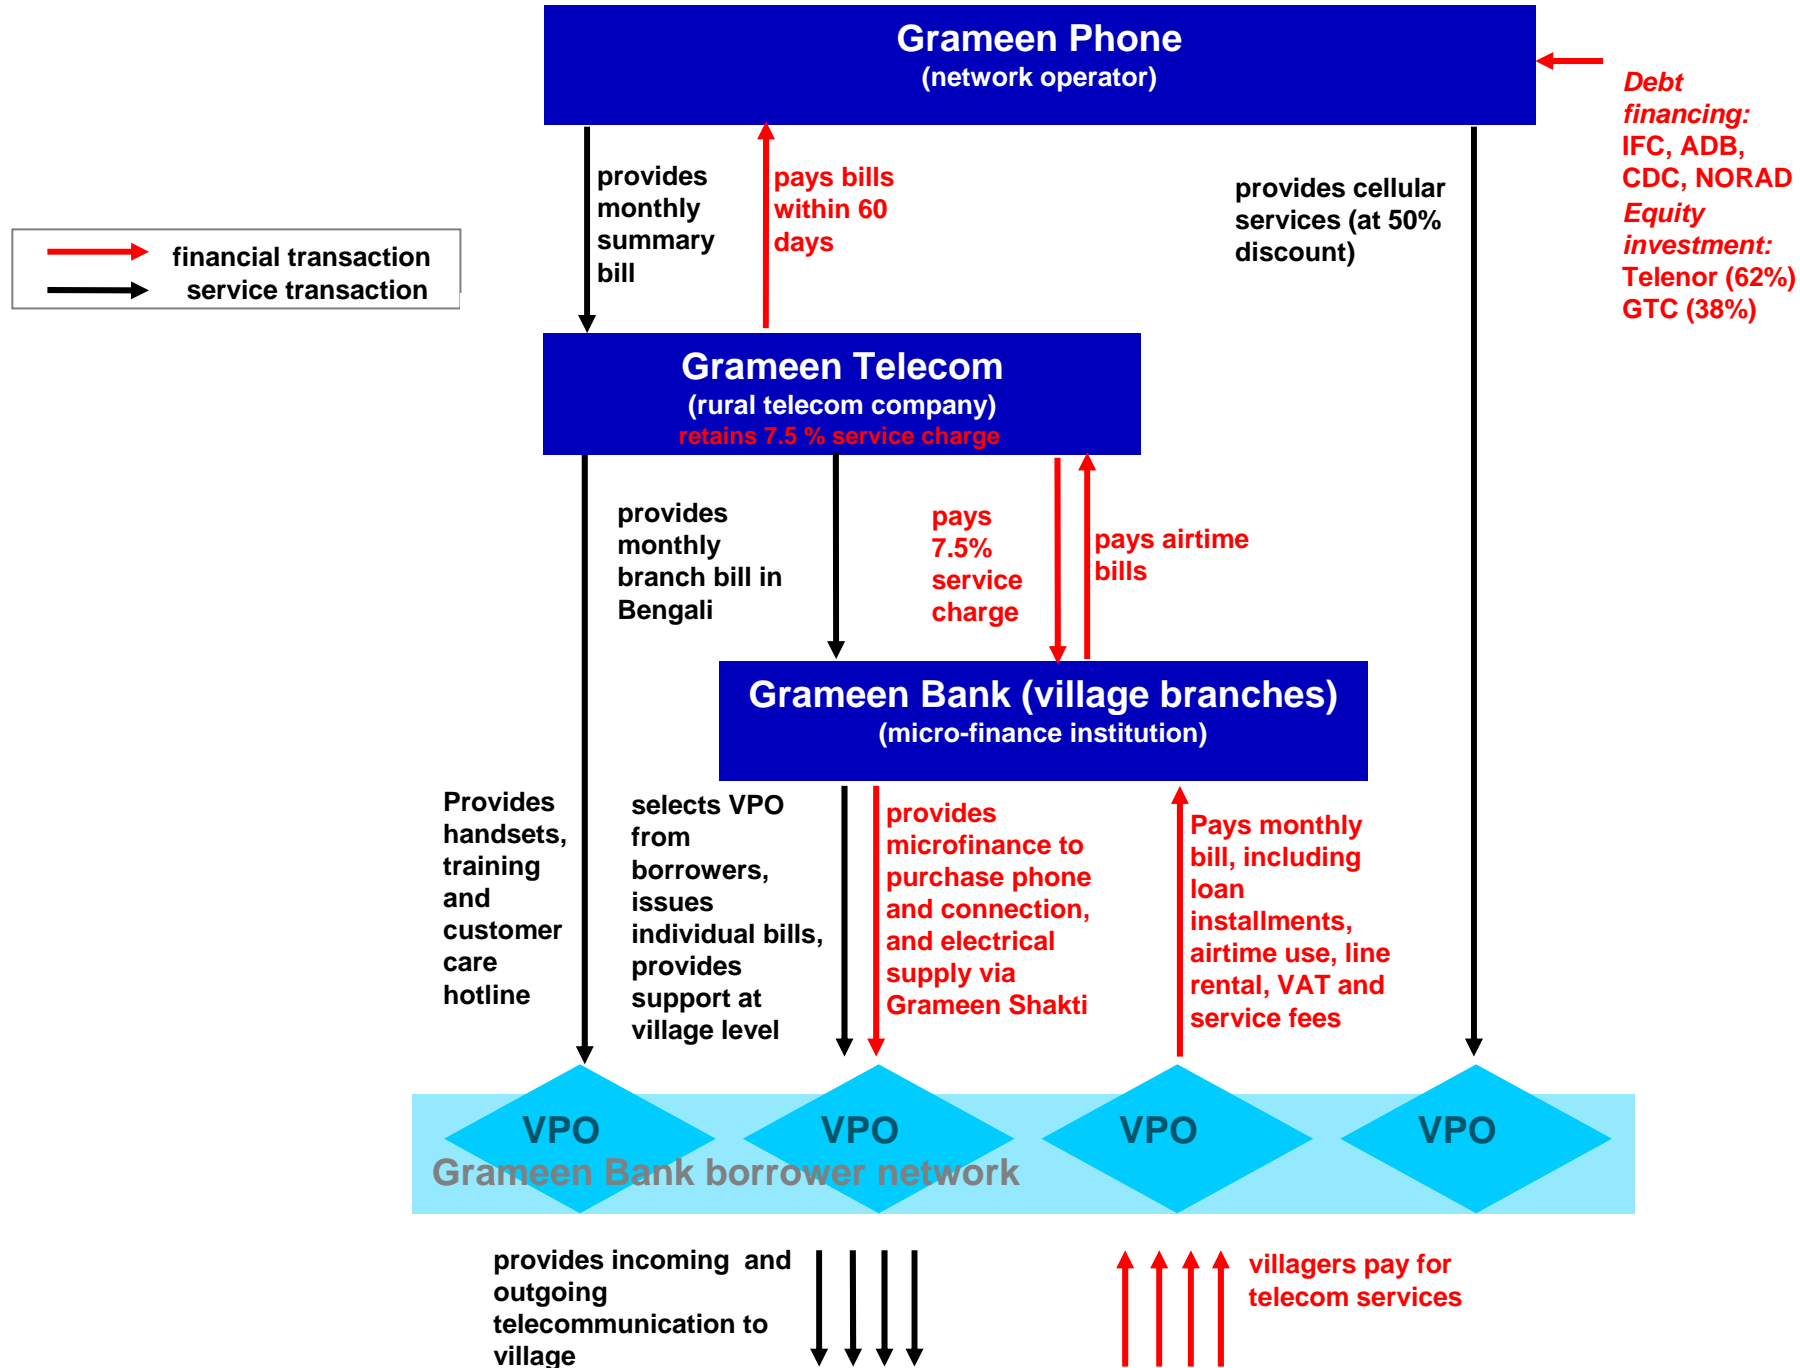 Grameen Phone
(network operator)
Debt
financing:
IFC, ADB,
CDC, NORAD
Equity
investment:
Telenor (62%)
GTC (38%)
provides
monthly
summary
bill
pays bills
within 60
days
provides cellular
services (at 50%
discount)
financial transaction
service transaction
Grameen Telecom
(rural telecom company)
retains 7.5 % service charge
provides
monthly
branch bill in
Bengali
pays
7.5%
service
charge
pays airtime
bills
Grameen Bank (village branches)
(micro-finance institution)
Provides
handsets,
training
and
customer
care
hotline
selects VPO
from
borrowers,
issues
individual bills,
provides
support at
village level
provides
microfinance to
purchase phone
and connection,
and electrical
supply via
Grameen Shakti
Pays monthly
bill, including
loan
installments,
airtime use, line
rental, VAT and
service fees
VPO
VPO
VPO
VPO
Grameen Bank borrower network
provides incoming  and
outgoing
telecommunication to
village
villagers pay for
telecom services